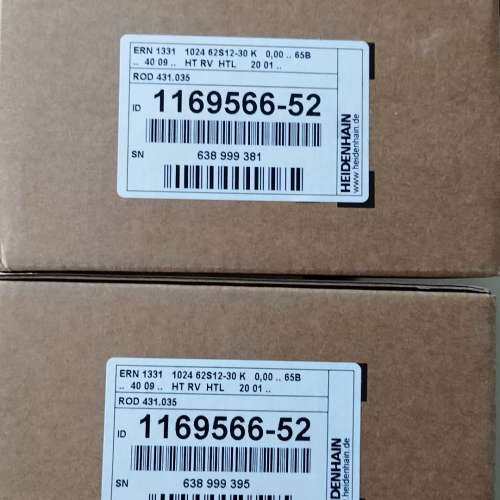 ERN 1331 1024 62S12-30 K 0,00 .. 65B
.. 40 09 .. HT RV HTL 20 01 ..
ROD 431.035
ID 1169566-52
SN 638 999 381
HEIDENHAIN
www.heidenhain.de
ERN 1331 1024 62S12-30 K 0,00 .. 65B
.. 40 09 .. HT RV HTL 20 01 ..
ROD 431.035
ID 1169566-52
SN 638 999 395
DENHAIN
heidenhain.de